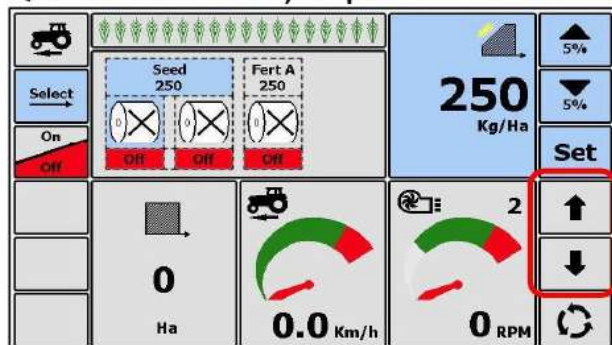 5%
Select
Seed
250
Fert A
250
250
Kg/Ha
5%
On
Off
Off
Off
Off
Set
2
0
Ha
0.0 Km/h
0 RPM